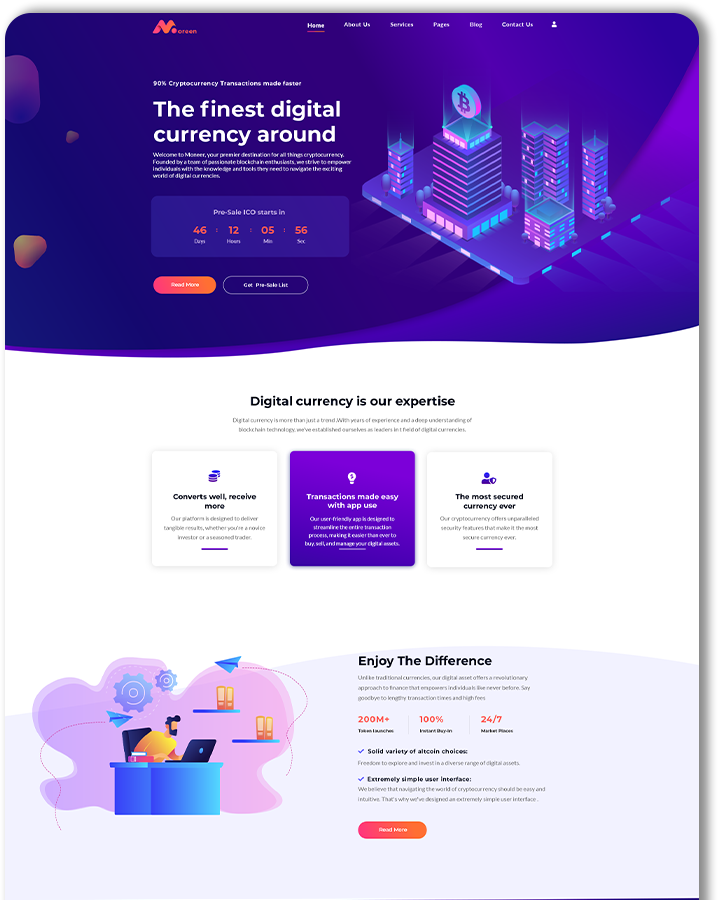 Moreen
Home About Us Services Pages Blog Contact Us
90% Cryptocurrency Transactions made faster
The finest digital
currency around
Welcome to Moneer, your premier destination for all things cryptocurrency.
Founded by a team of passionate blockchain enthusiasts, we strive to empower
individuals with the knowledge and tools they need to navigate the exciting
world of digital currencies.
Pre-Sale ICO starts in
46 : 12 : 05 : 56
Days Hours Min Sec
Read More Get Pre-Sale List
Digital currency is our expertise
Digital currency is more than just a trend ,With years of experience and a deep understanding of
blockchain technology, we've established ourselves as leaders in t field of digital currencies.
Converts well, receive
more
Our platform is designed to deliver
tangible results, whether you're a novice
investor or a seasoned trader.
Transactions made easy
with app use
Our user-friendly app is designed to
streamline the entire transaction
process, making it easier than ever to
buy, sell, and manage your digital assets.
The most secured
currency ever
Our cryptocurrency offers unparalleled
security features that make it the most
secure currency ever.
Enjoy The Difference
Unlike traditional currencies, our digital asset offers a revolutionary
approach to finance that empowers individuals like never before. Say
goodbye to lengthy transaction times and high fees
200M+ 100% 24/7
Token launches Instant Buy-in Market Places
Solid variety of altcoin choices:
Freedom to explore and invest in a diverse range of digital assets.
Extremely simple user interface:
We believe that navigating the world of cryptocurrency should be easy and
intuitive. That's why we've designed an extremely simple user interface .
Read More